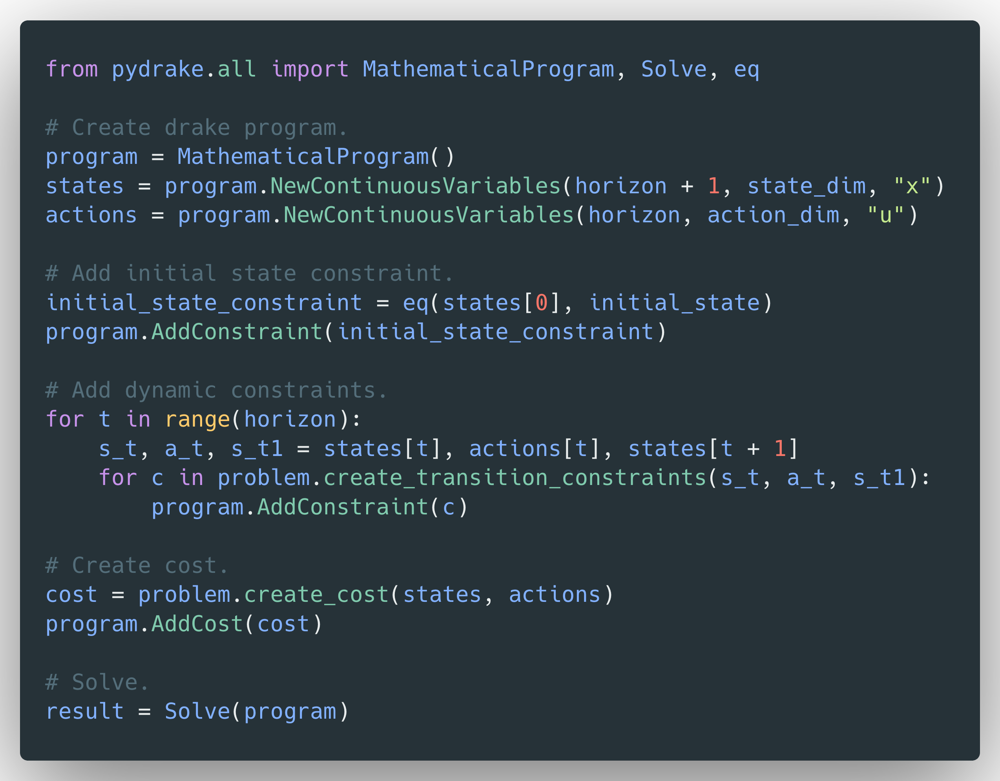 from pydrake.all import MathematicalProgram, Solve, eq

# Create drake program.
program = MathematicalProgram()
states = program.NewContinuousVariables(horizon + 1, state_dim, "x")
actions = program.NewContinuousVariables(horizon, action_dim, "u")

# Add initial state constraint.
initial_state_constraint = eq(states[0], initial_state)
program.AddConstraint(initial_state_constraint)

# Add dynamic constraints.
for t in range(horizon):
    s_t, a_t, s_t1 = states[t], actions[t], states[t + 1]
    for c in problem.create_transition_constraints(s_t, a_t, s_t1):
        program.AddConstraint(c)

# Create cost.
cost = problem.create_cost(states, actions)
program.AddCost(cost)

# Solve.
result = Solve(program)